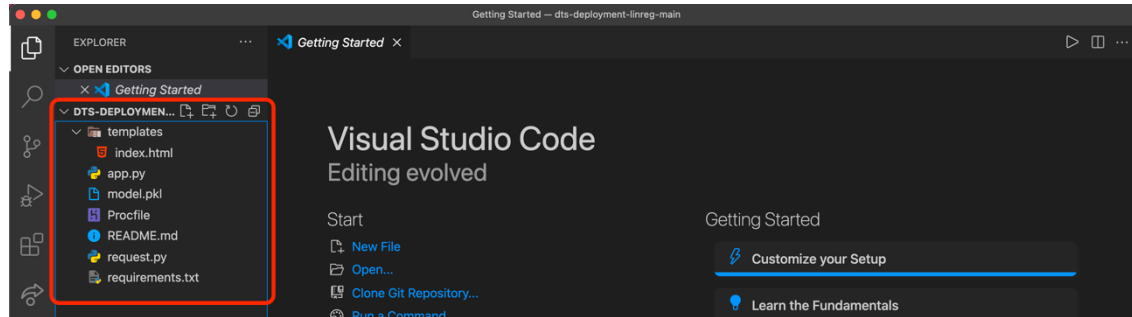 Getting Started — dts-deployment-linreg-main
EXPLORER
Getting Started
OPEN EDITORS
Getting Started
DTS-DEPLOYMEN...
templates
index.html
app.py
model.pkl
Procfile
README.md
request.py
requirements.txt
Visual Studio Code
Editing evolved
Start
New File
Open...
Clone Git Repository...
Run a Command...
Getting Started
Customize your Setup
Learn the Fundamentals